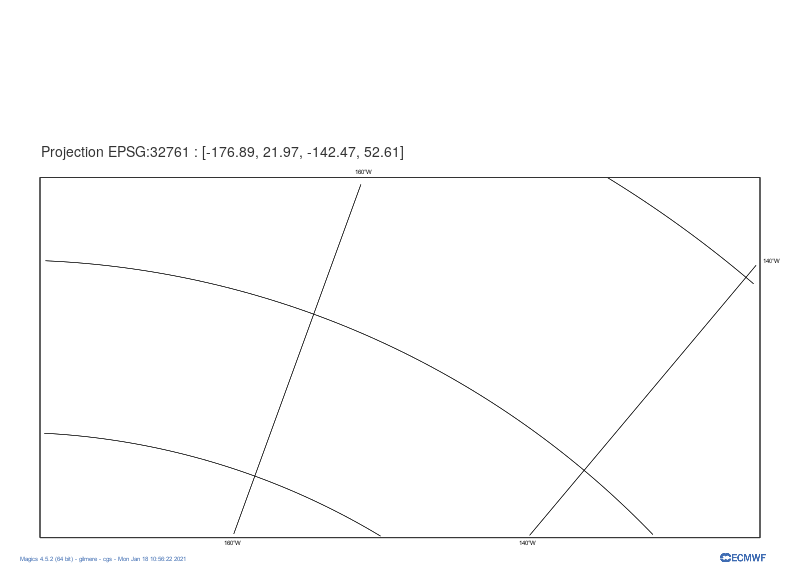 Projection EPSG:32761 : [-176.89, 21.97, -142.47, 52.61]
160°W
140°W
160°W
140°W
Magics 4.5.2 (64 bit) - gilmere - cgs - Mon Jan 18 10:56:22 2021
ECMWF